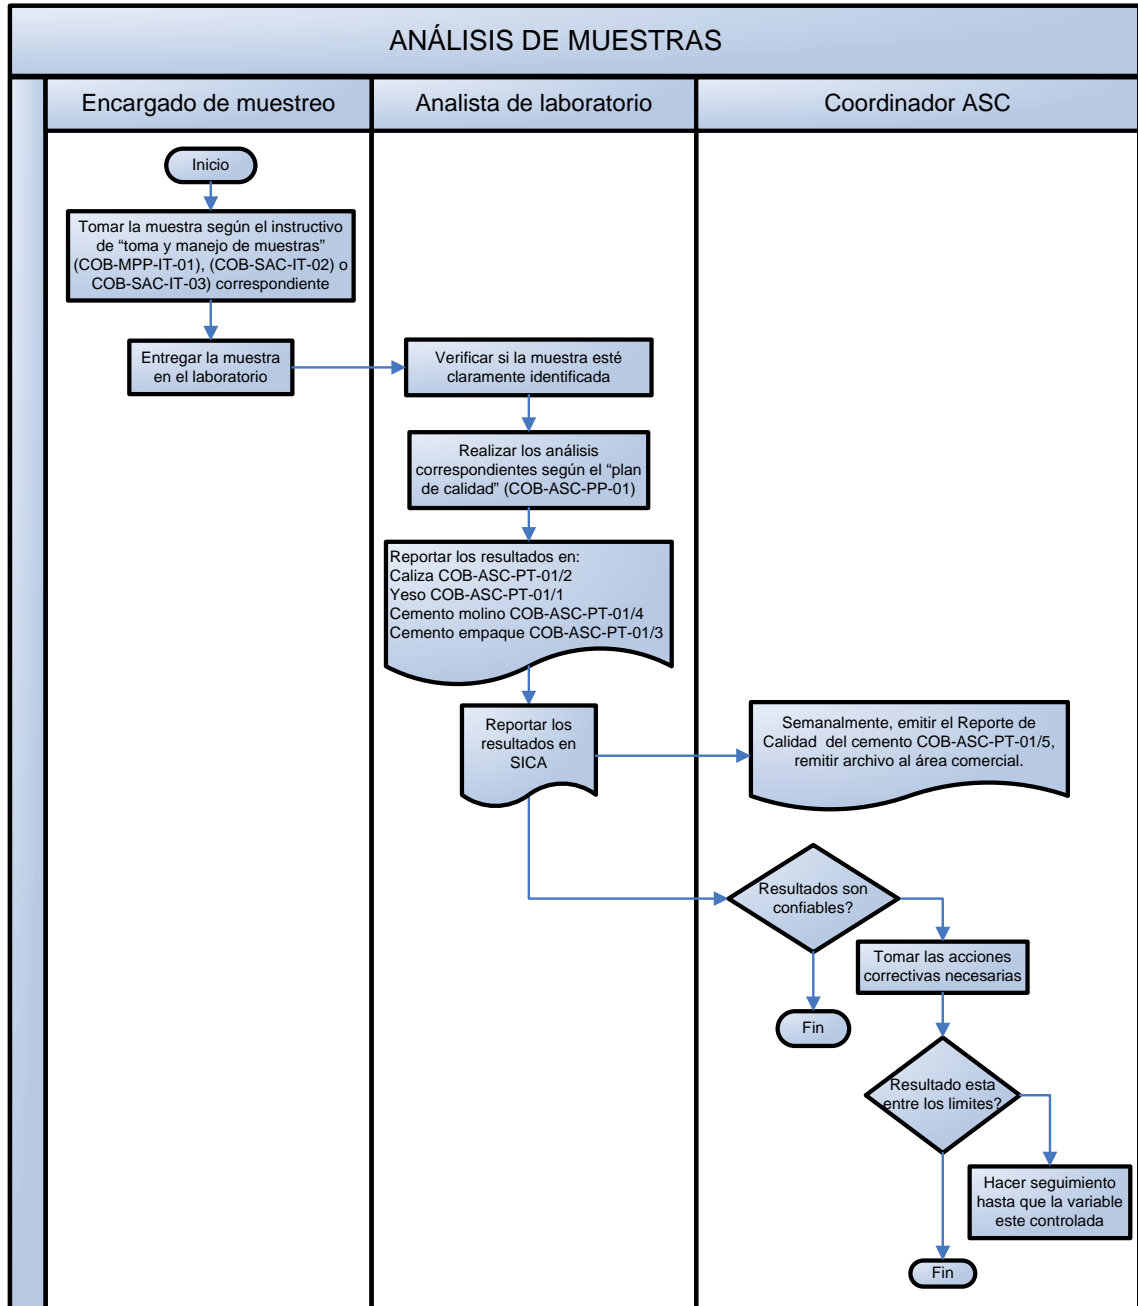 ANÁLISIS DE MUESTRAS
Encargado de muestreo
Analista de laboratorio
Coordinador ASC
Inicio
Tomar la muestra según el instructivo
de “toma y manejo de muestras”
(COB-MPP-IT-01), (COB-SAC-IT-02) o
COB-SAC-IT-03) correspondiente
Entregar la muestra
en el laboratorio
Verificar si la muestra esté
claramente identificada
Realizar los análisis
correspondientes según el “plan
de calidad” (COB-ASC-PP-01)
Reportar los resultados en:
Caliza COB-ASC-PT-01/2
Yeso COB-ASC-PT-01/1
Cemento molino COB-ASC-PT-01/4
Cemento empaque COB-ASC-PT-01/3
Reportar los
resultados en
SICA
Semanalmente, emitir el Reporte de
Calidad del cemento COB-ASC-PT-01/5,
remitir archivo al área comercial.
Resultados son
confiables?
Tomar las acciones
correctivas necesarias
Fin
Resultado esta
entre los limites?
Hacer seguimiento
hasta que la variable
este controlada
Fin